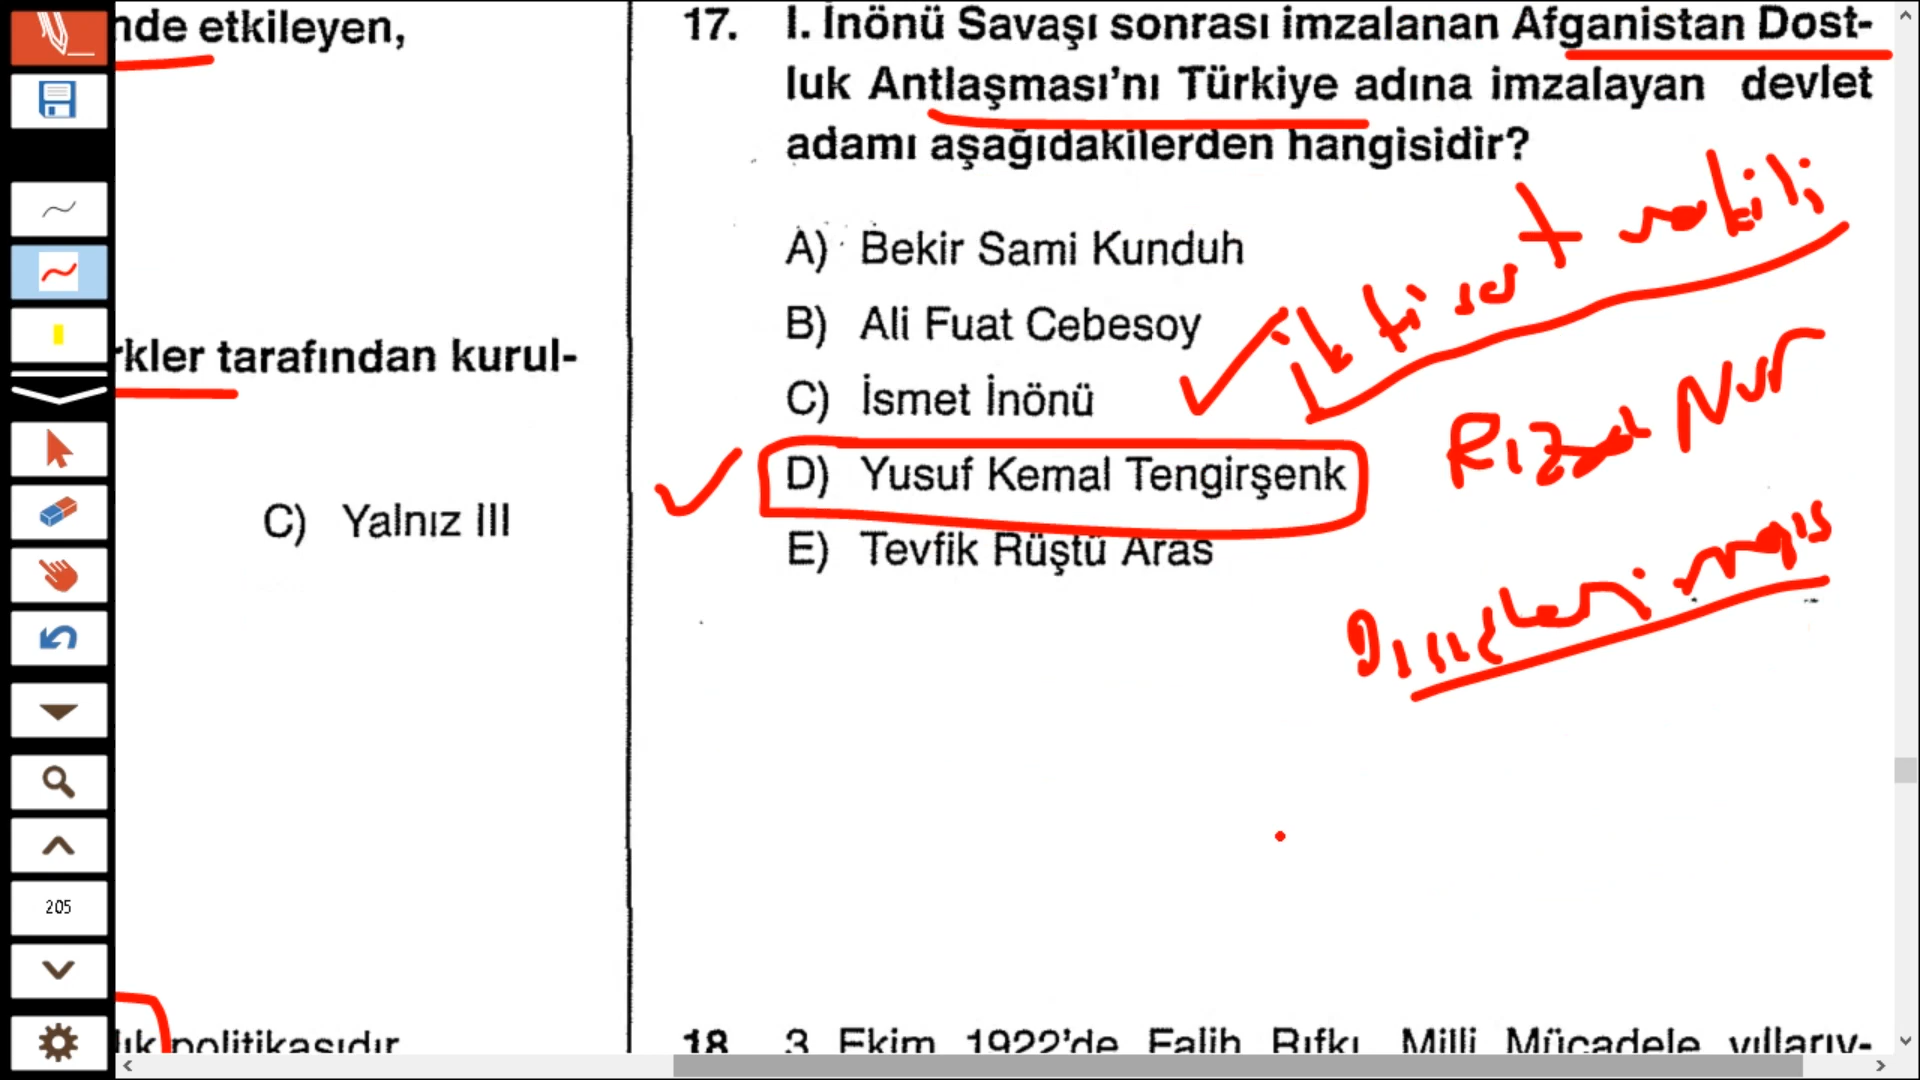 nde etkileyen,
rkler tarafından kurul-
C) Yalnız III
lık politikasıdır
17. I. İnönü Savaşı sonrası imzalanan Afganistan Dost-
luk Antlaşması'nı Türkiye adına imzalayan devlet
adamı aşağıdakilerden hangisidir?
A) Bekir Sami Kunduh
B) Ali Fuat Cebesoy
C) İsmet İnönü
D) Yusuf Kemal Tengirşenk
E) Tevfik Rüştü Aras
iktisat vekili
Rıza Nur
Dışişleri
18 3 Ekim 1922'de Falih Rıfkı, Milli Mücadele yıllarıy-
205